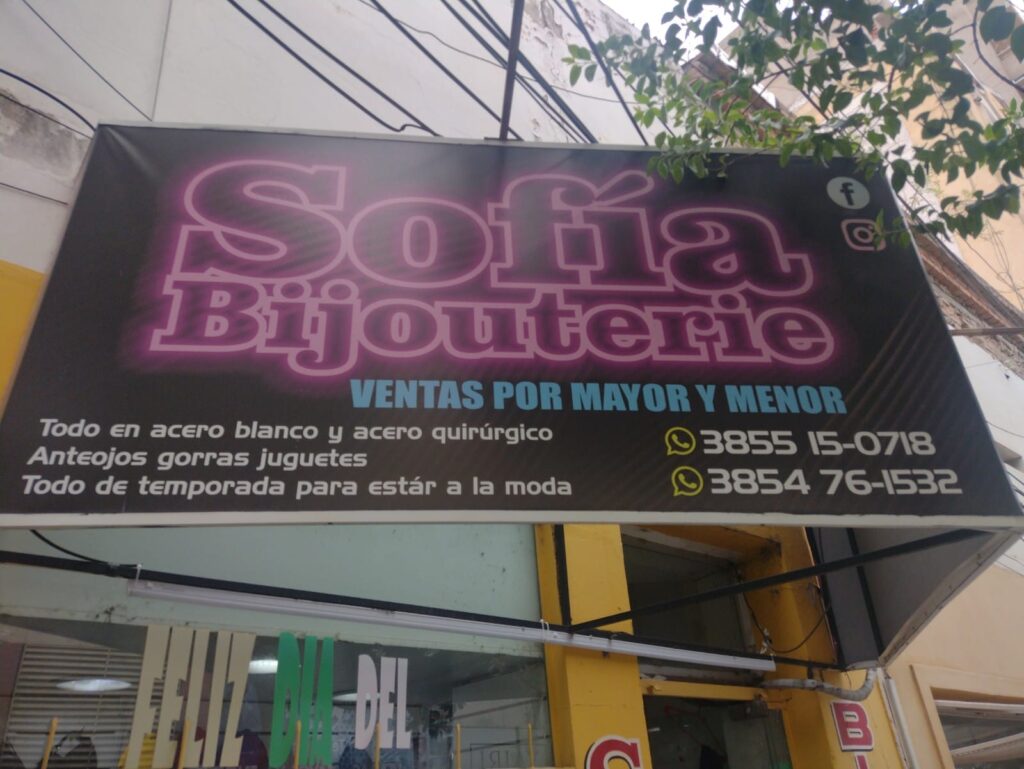 Sofía
Bijouterie
VENTAS POR MAYOR Y MENOR
Todo en acero blanco y acero quirúrgico
Anteojos gorras juguetes
Todo de temporada para estár a la moda
3855 15-0718
3854 76-1532
FELIZ DIA DEL